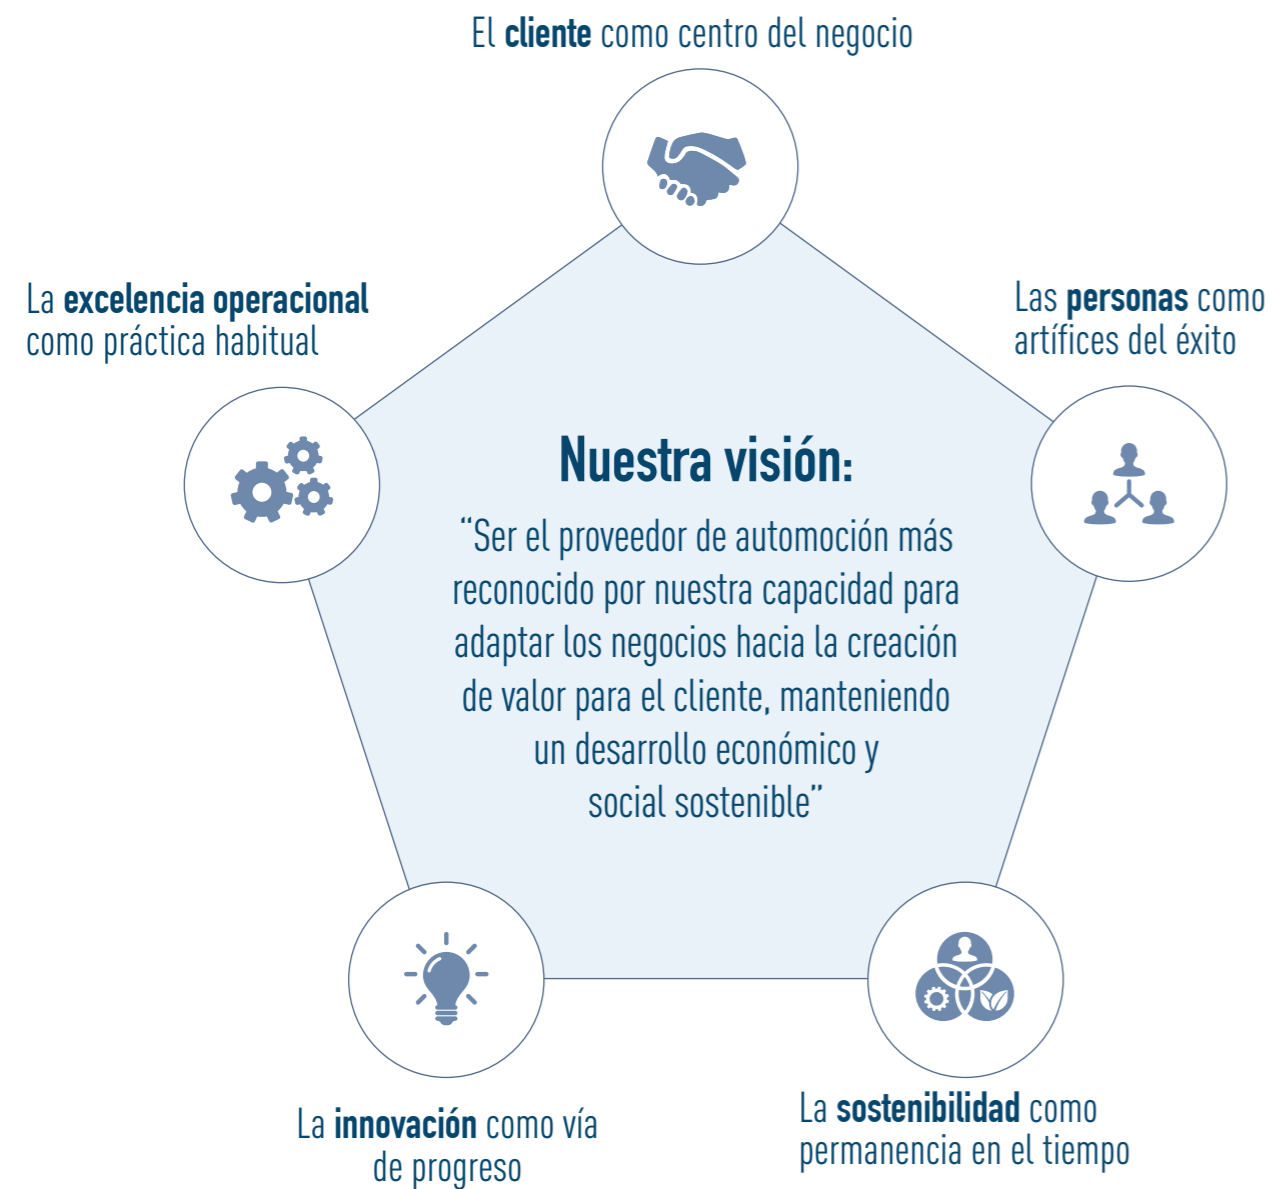 El cliente como centro del negocio
La excelencia operacional
como práctica habitual
Las personas como
artífices del éxito
Nuestra visión:
“Ser el proveedor de automoción más
reconocido por nuestra capacidad para
adaptar los negocios hacia la creación
de valor para el cliente, manteniendo
un desarrollo económico y
social sostenible”
La innovación como vía
de progreso
La sostenibilidad como
permanencia en el tiempo